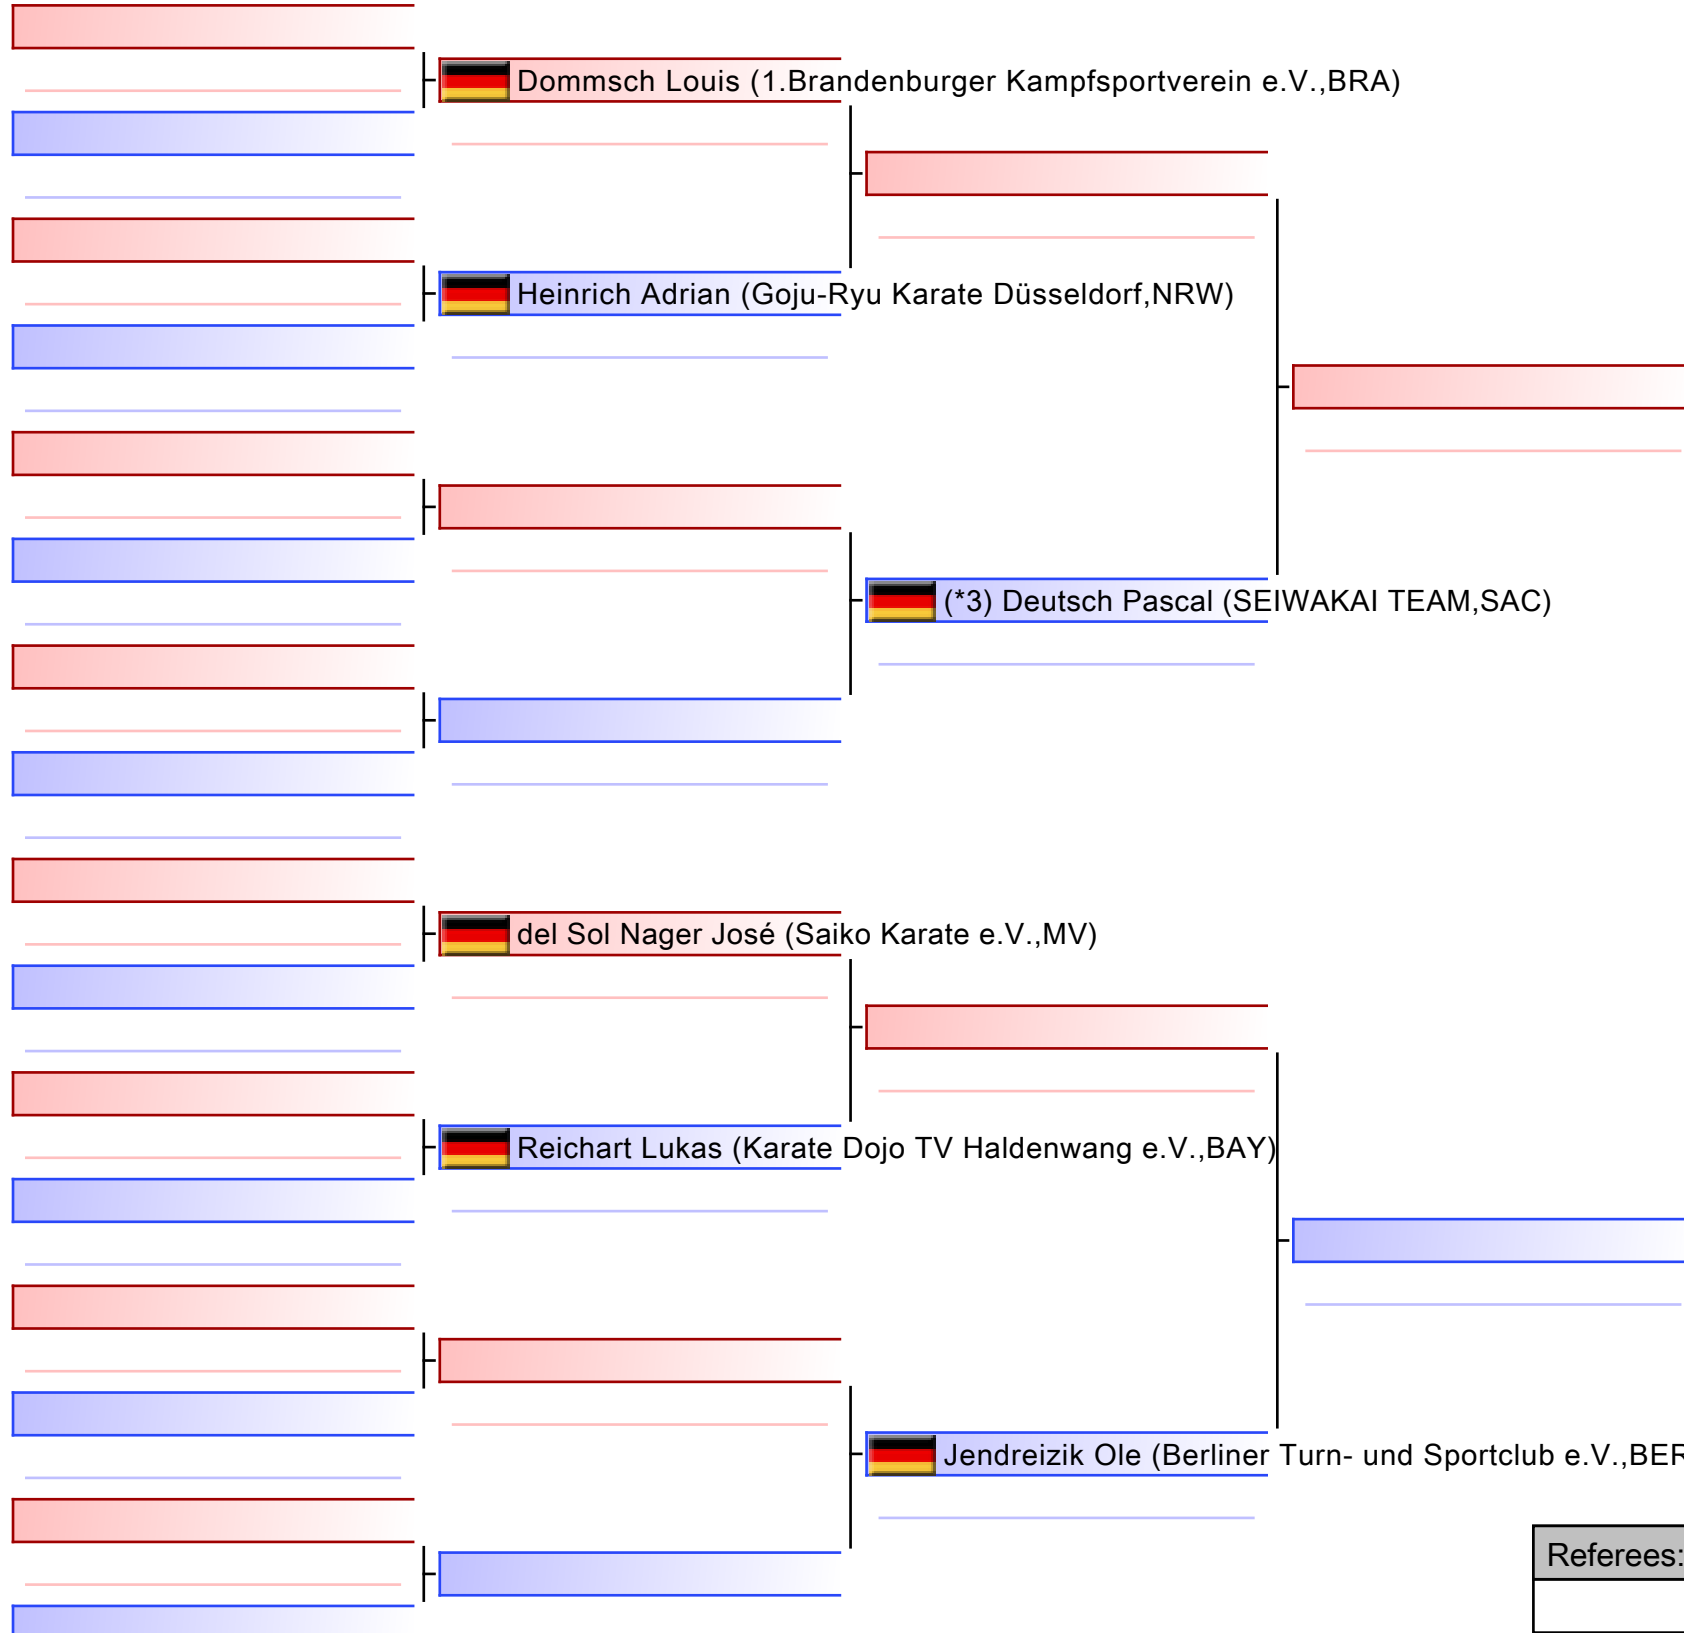 Dommsch Louis (1.Brandenburger Kampfsportverein e.V.,BRA)
Heinrich Adrian (Goju-Ryu Karate Düsseldorf,NRW)
(*3) Deutsch Pascal (SEIWAKAI TEAM,SAC)
del Sol Nager José (Saiko Karate e.V.,MV)
Reichart Lukas (Karate Dojo TV Haldenwang e.V.,BAY)
Jendreizik Ole (Berliner Turn- und Sportclub e.V.,BER
Referees: